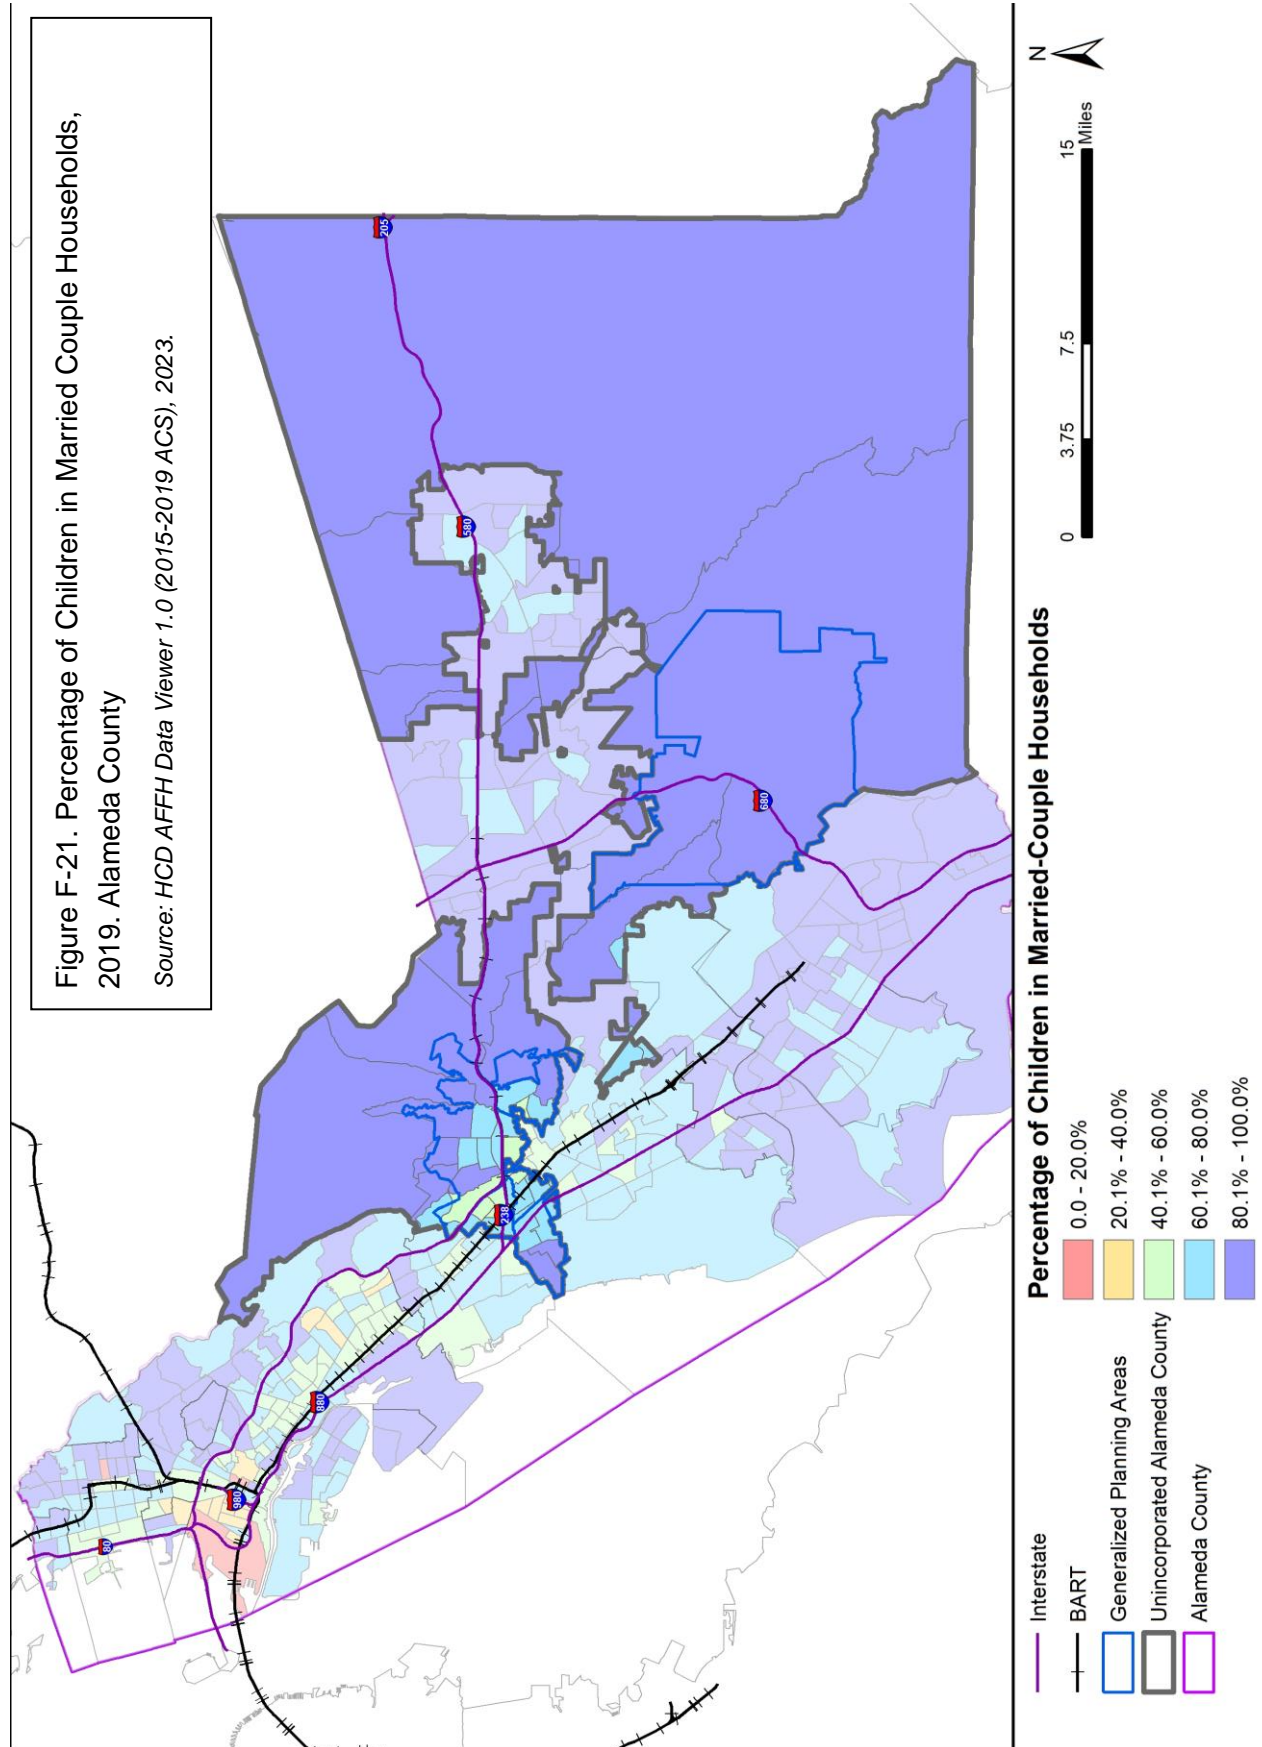 Figure F-21. Percentage of Children in Married Couple Households,
2019. Alameda County
Source: HCD AFFH Data Viewer 1.0 (2015-2019 ACS), 2023.
80
980
880
238
580
205
680
Interstate
BART
Generalized Planning Areas
Unincorporated Alameda County
Alameda County
Percentage of Children in Married-Couple Households
0.0 - 20.0%
20.1% - 40.0%
40.1% - 60.0%
60.1% - 80.0%
80.1% - 100.0%
0 3.75 7.5 15
Miles
N